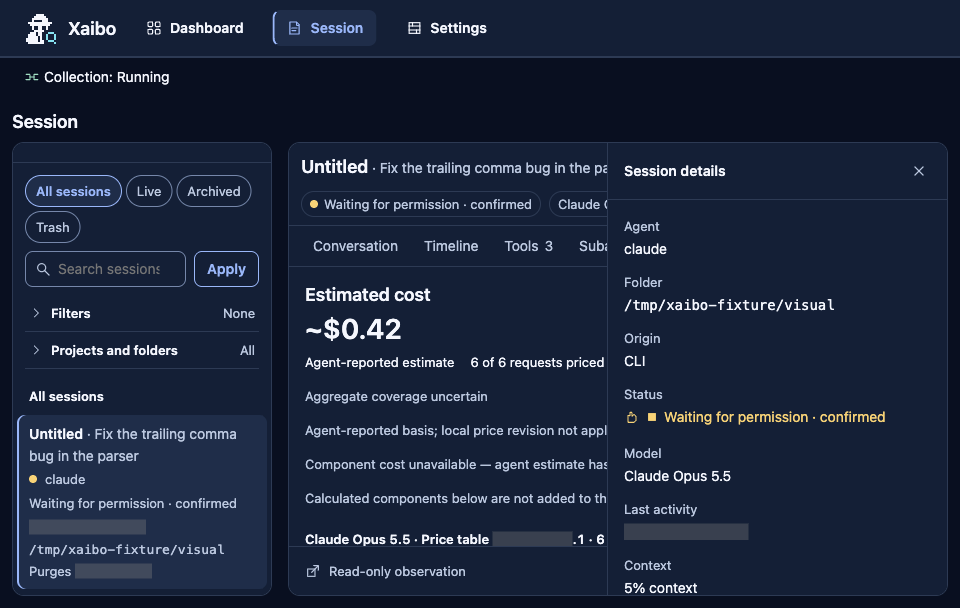 Xaibo
Dashboard
Session
Settings
Collection: Running
Session
All sessions
Live
Archived
Trash
Search sessions
Apply
Filters
None
Projects and folders
All
All sessions
Untitled · Fix the trailing comma
bug in the parser
claude
Waiting for permission · confirmed
/tmp/xaibo-fixture/visual
Purges
Untitled · Fix the trailing comma bug in the pa
Waiting for permission · confirmed
Claude
Conversation
Timeline
Tools 3
Suba
Estimated cost
~$0.42
Agent-reported estimate
6 of 6 requests priced
Aggregate coverage uncertain
Agent-reported basis; local price revision not appl
Component cost unavailable — agent estimate has
Calculated components below are not added to th
Claude Opus 5.5 · Price table .1 · 6
Read-only observation
Session details
Agent
claude
Folder
/tmp/xaibo-fixture/visual
Origin
CLI
Status
Waiting for permission · confirmed
Model
Claude Opus 5.5
Last activity
Context
5% context